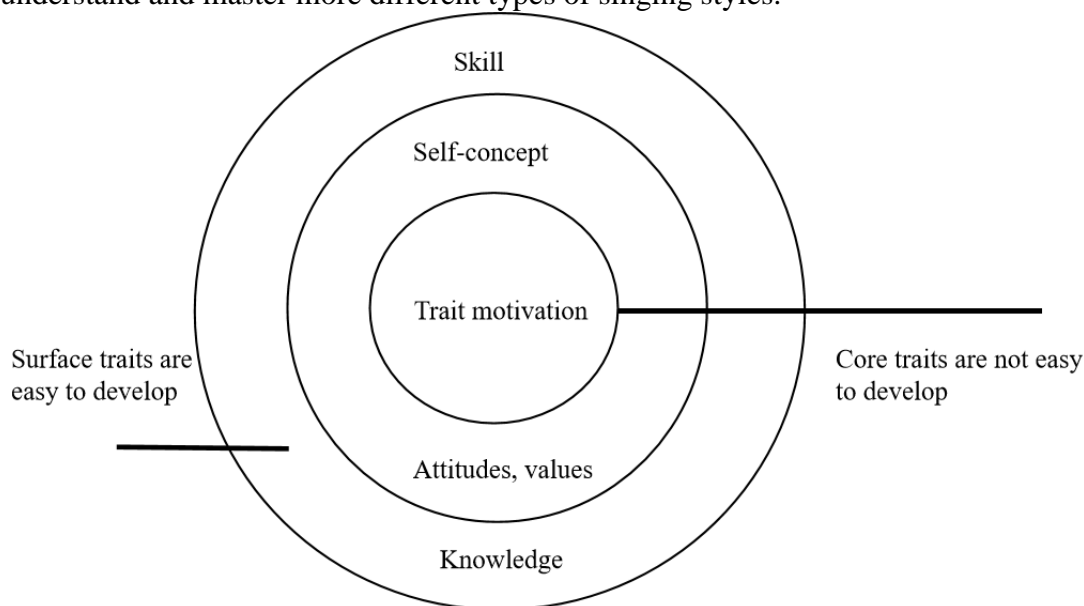 understand and master more different types of singing styles.
Skill
Self-concept
Trait motivation
Surface traits are
easy to develop
Core traits are not easy
to develop
Attitudes, values
Knowledge